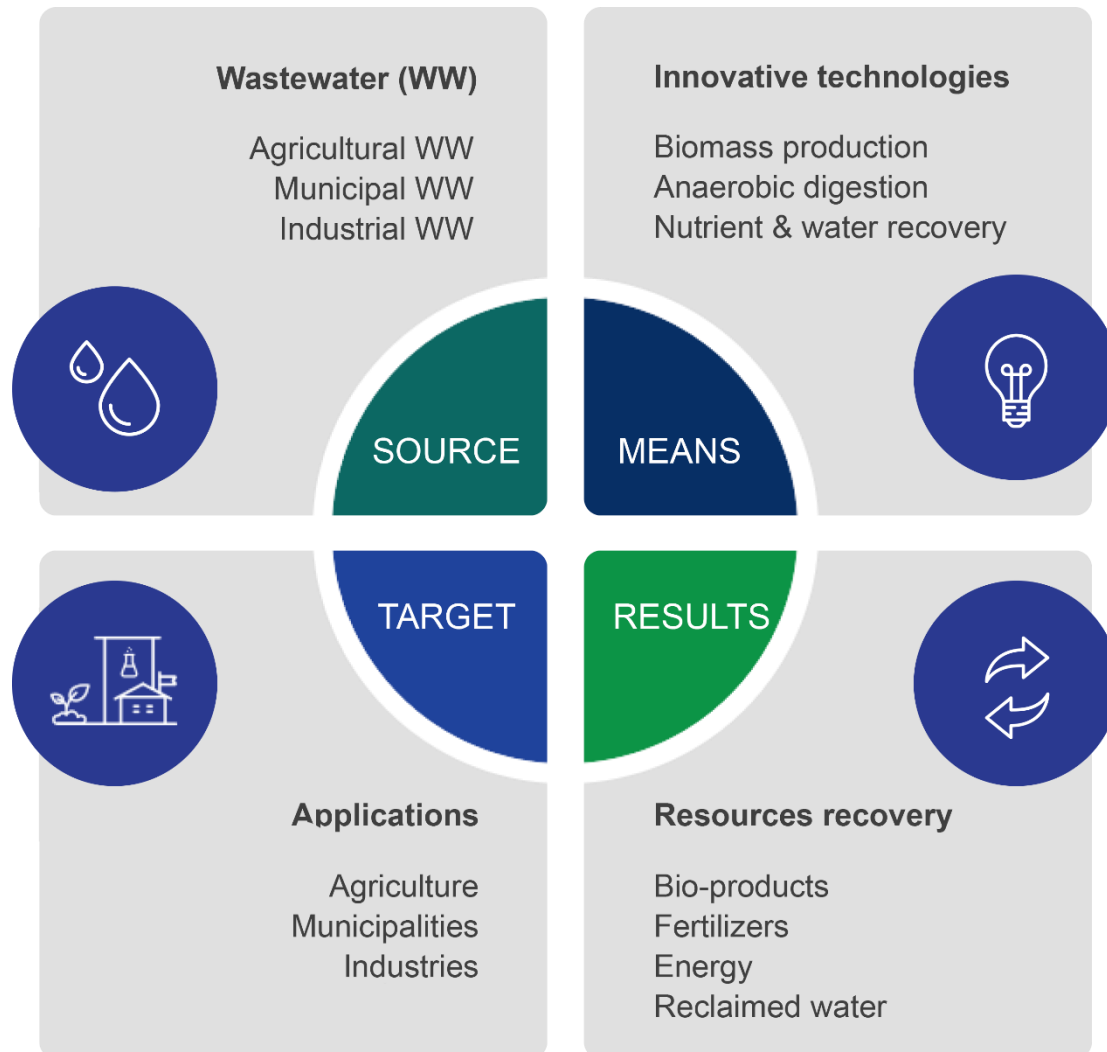 Wastewater (WW)
Agricultural WW
Municipal WW
Industrial WW
SOURCE
Innovative technologies
Biomass production
Anaerobic digestion
Nutrient & water recovery
MEANS
TARGET
Applications
Agriculture
Municipalities
Industries
RESULTS
Resources recovery
Bio-products
Fertilizers
Energy
Reclaimed water